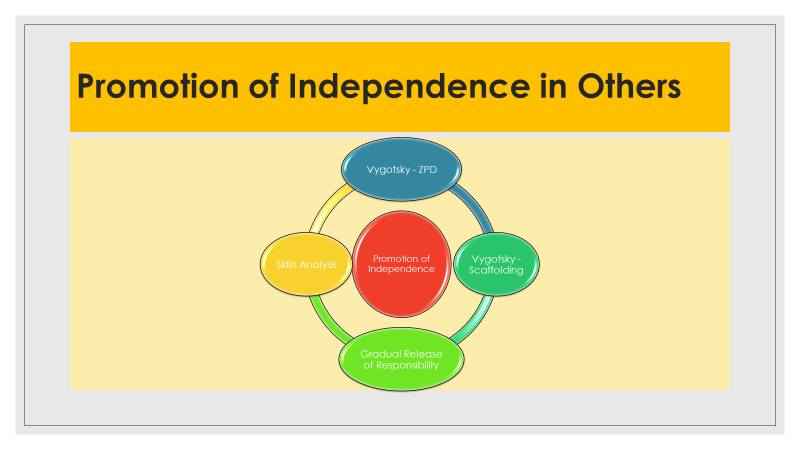 Promotion of Independence in Others
Vygotsky - ZPD
Skills Analysis
Promotion of
Independence
Vygotsky -
Scaffolding
Gradual Release
of Responsibility